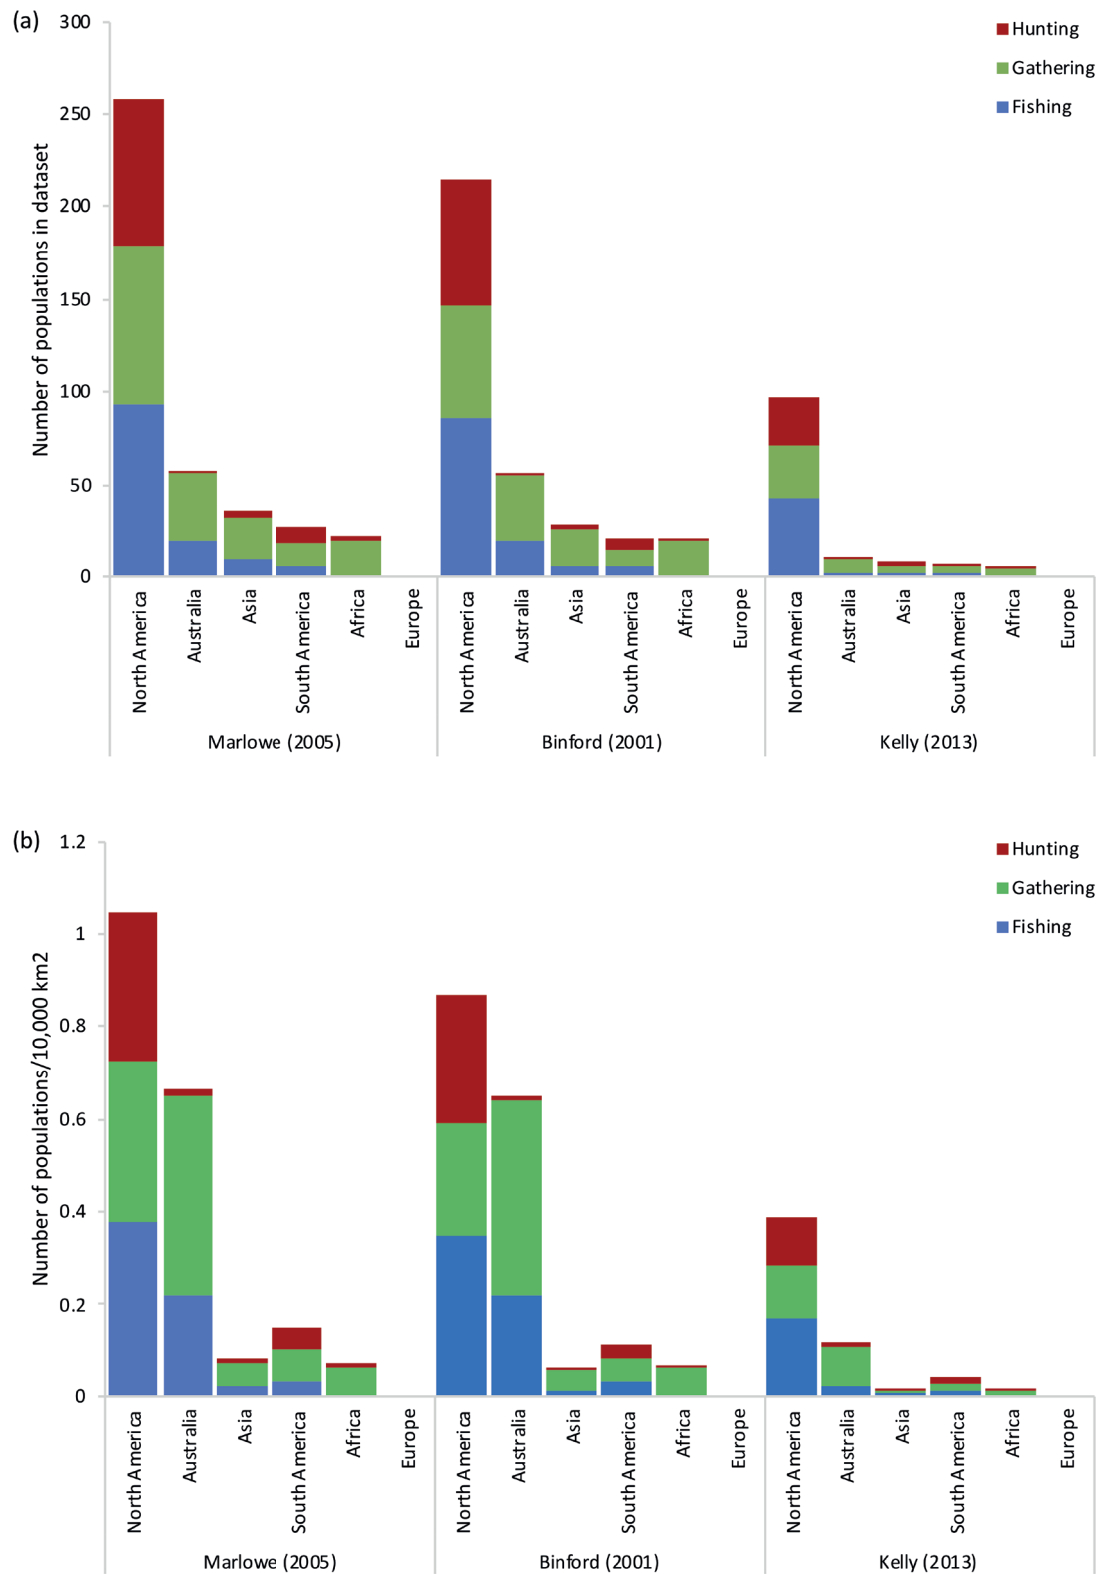 (a)
300
250
200
150
100
50
0
Number of populations in dataset
Hunting
Gathering
Fishing
North America
Australia
Asia
South America
Africa
Europe
North America
Australia
Asia
South America
Africa
Europe
North America
Australia
Asia
South America
Africa
Europe
Marlowe (2005)
Binford (2001)
Kelly (2013)
(b)
1.2
1
0.8
0.6
0.4
0.2
0
Number of populations/10,000 km2
Hunting
Gathering
Fishing
North America
Australia
Asia
South America
Africa
Europe
North America
Australia
Asia
South America
Africa
Europe
North America
Australia
Asia
South America
Africa
Europe
Marlowe (2005)
Binford (2001)
Kelly (2013)